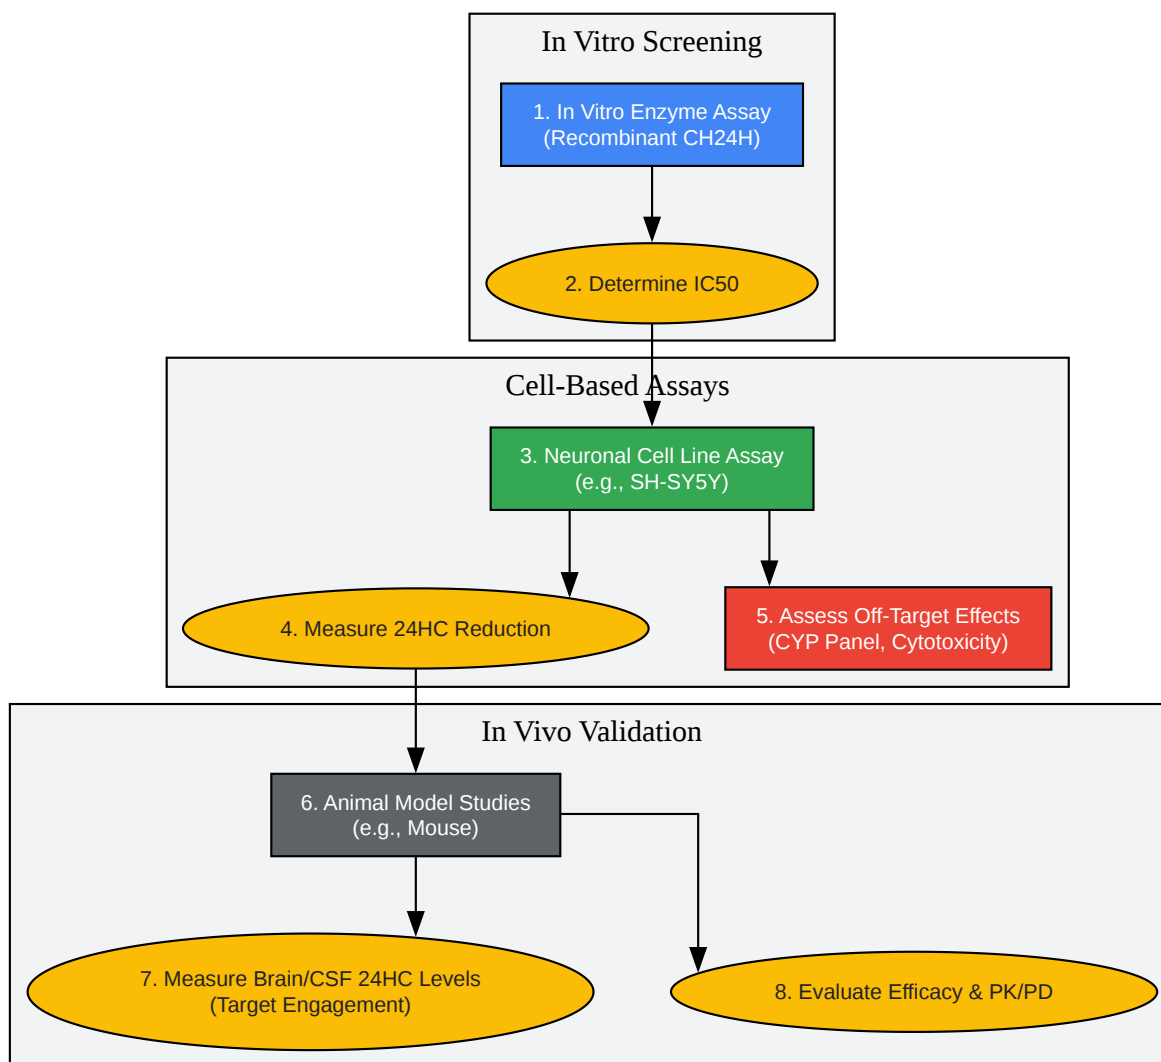 In Vitro Screening
1. In Vitro Enzyme Assay
(Recombinant CH24H)
2. Determine IC50
Cell-Based Assays
3. Neuronal Cell Line Assay
(e.g., SH-SY5Y)
4. Measure 24HC Reduction
5. Assess Off-Target Effects
(CYP Panel, Cytotoxicity)
In Vivo Validation
6. Animal Model Studies
(e.g., Mouse)
7. Measure Brain/CSF 24HC Levels
(Target Engagement)
8. Evaluate Efficacy & PK/PD